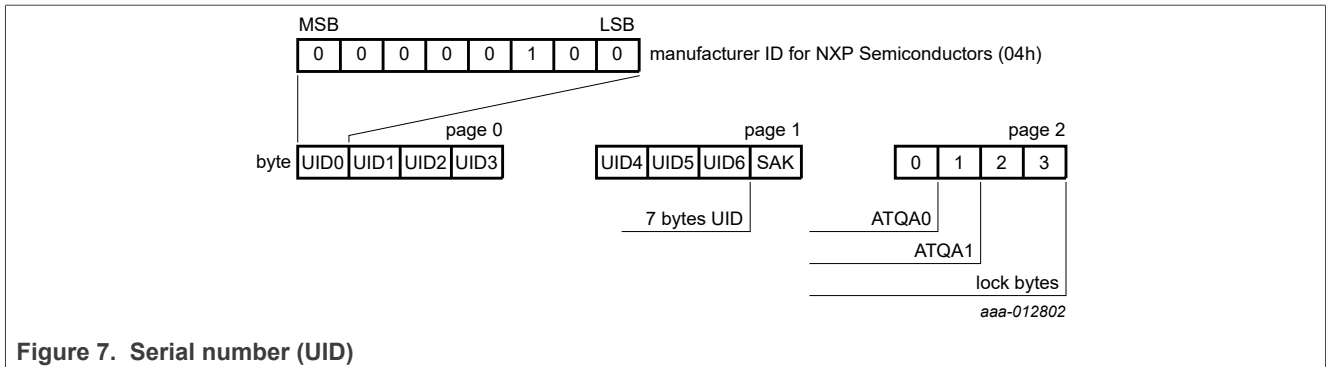 MSB LSB
0 0 0 0 0 1 0 0 manufacturer ID for NXP Semiconductors (04h)
page 0 page 1 page 2
byte UID0 UID1 UID2 UID3 UID4 UID5 UID6 SAK 0 1 2 3
7 bytes UID ATQA0
ATQA1
lock bytes
aaa-012802
Figure 7. Serial number (UID)